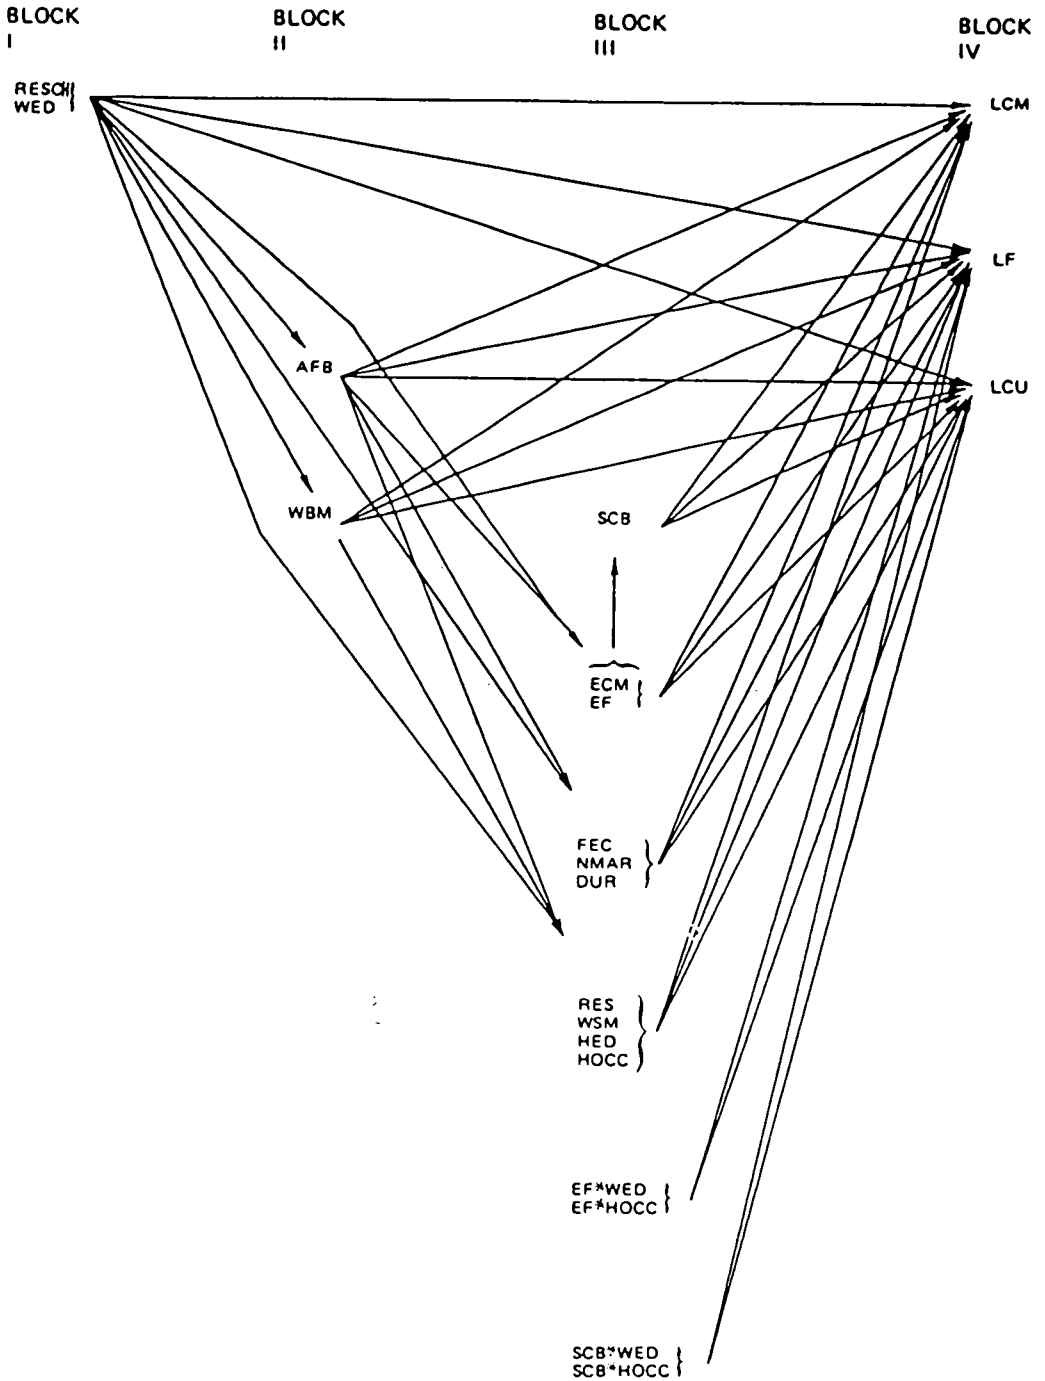 BLOCK
I
BLOCK
II
BLOCK
III
BLOCK
IV
RESCH
WED
LCM
LF
LCU
AFB
WBM
SCB
ECM
EF
FEC
NMAR
DUR
RES
WSM
HED
HOCC
EF*WED
EF*HOCC
SCB*WED
SCB*HOCC